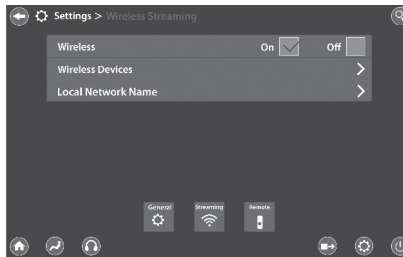 Settings > Wireless Streaming
Wireless On Off
Wireless Devices
Local Network Name
General Streaming Remote